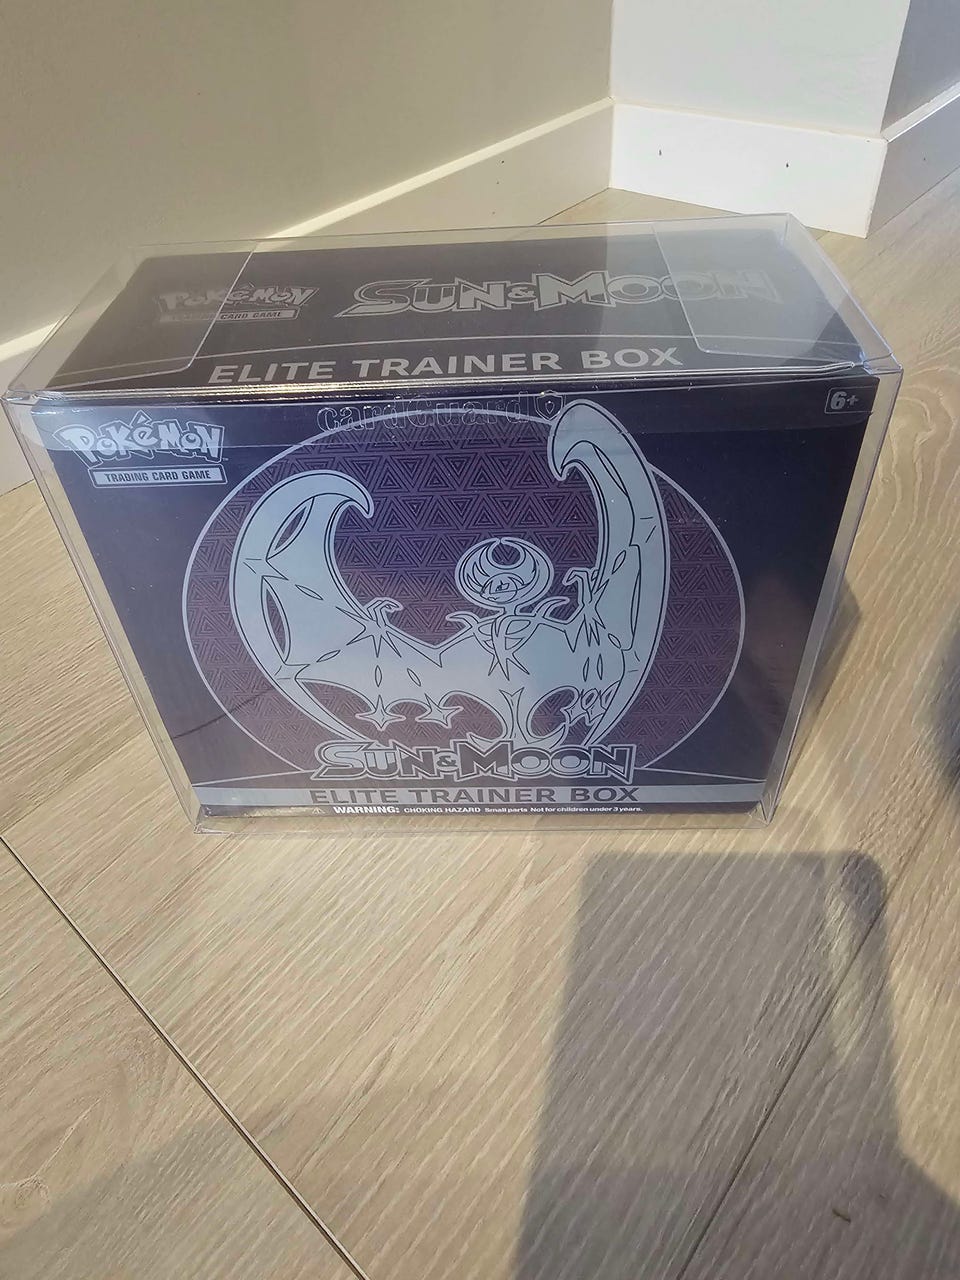 POKéMON
TRADING CARD GAME
SUN & MOON
ELITE TRAINER BOX
cardGuard
6+
POKéMON
TRADING CARD GAME
SUN & MOON
ELITE TRAINER BOX
WARNING: CHOKING HAZARD Small parts Not for children under 3 years.